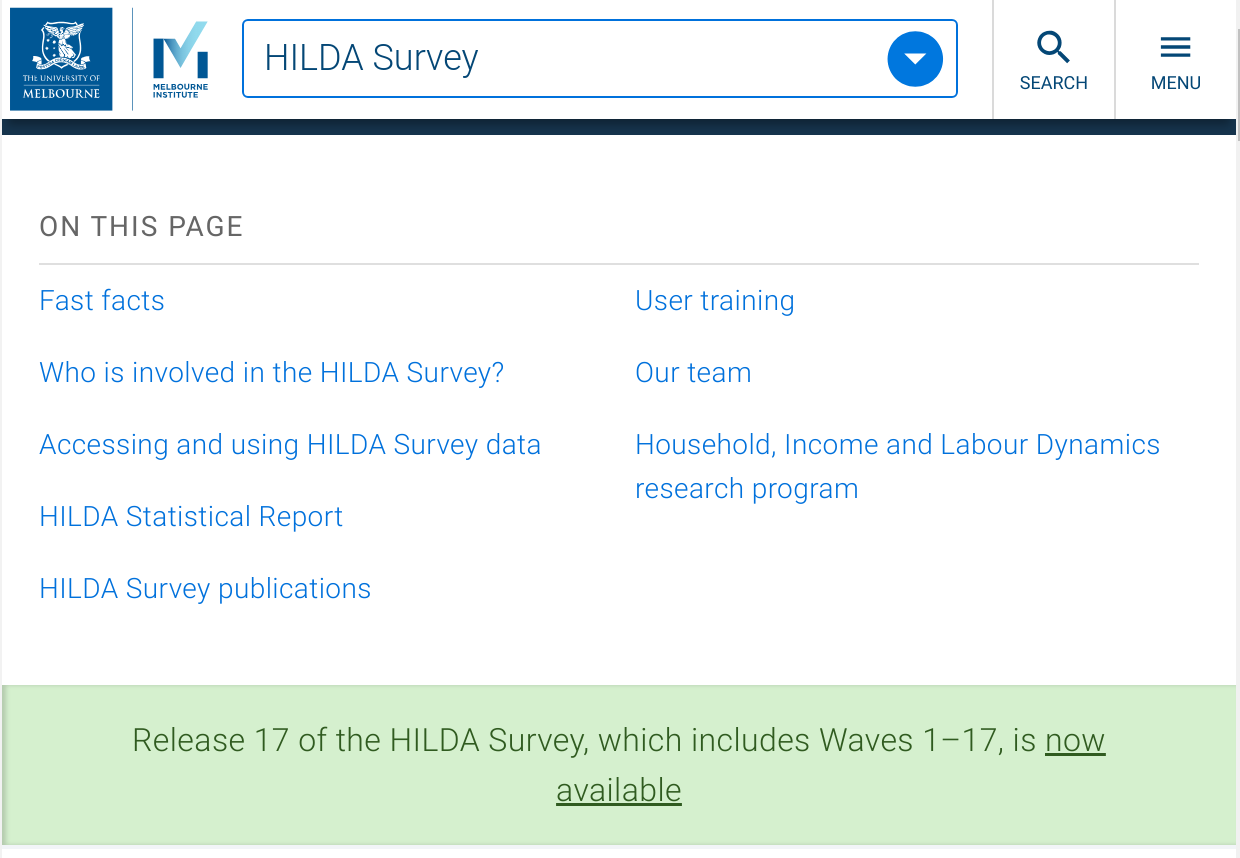 THE UNIVERSITY OF
MELBOURNE
MELBOURNE
INSTITUTE
HILDA Survey
SEARCH
MENU
ON THIS PAGE
Fast facts
Who is involved in the HILDA Survey?
Accessing and using HILDA Survey data
HILDA Statistical Report
HILDA Survey publications
User training
Our team
Household, Income and Labour Dynamics
research program
Release 17 of the HILDA Survey, which includes Waves 1–17, is now
available